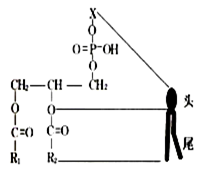 X
O
O=P-OH
O
CH₂-CH-CH₂
O O
C=O C=O
R₁ R₂
头
尾